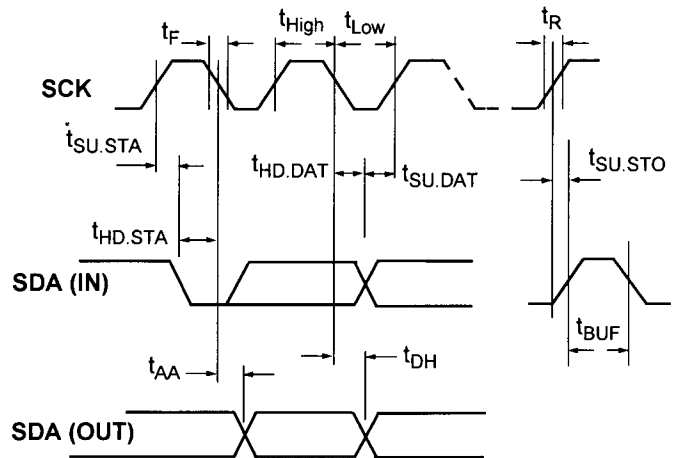 tF tHigh tLow tR
SCK
tSU.STA
tHD.DAT tSU.DAT tSU.STO
tHD.STA
SDA (IN)
tBUF
tAA tDH
SDA (OUT)